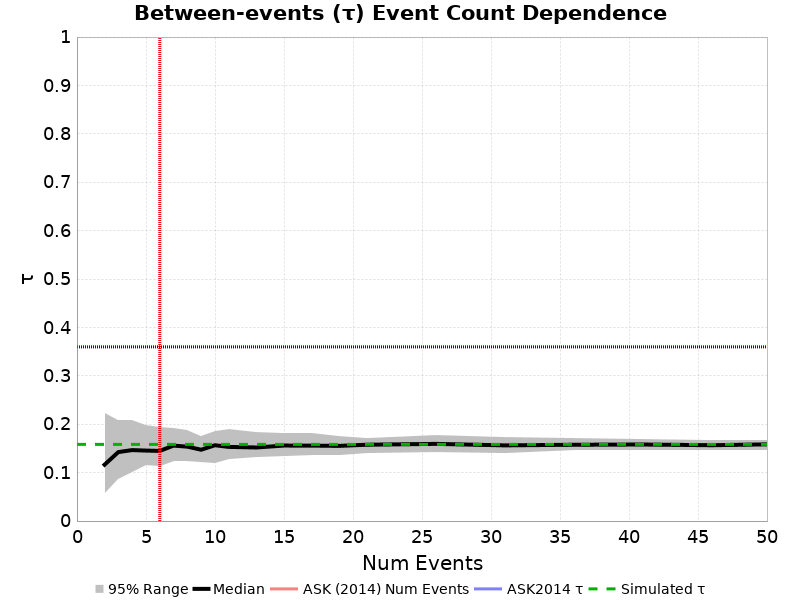 Between-events (τ) Event Count Dependence
1
0.9
0.8
0.7
0.6
0.5
0.4
0.3
0.2
0.1
0
τ
0 5 10 15 20 25 30 35 40 45 50
Num Events
95% Range Median ASK (2014) Num Events ASK2014 τ Simulated τ